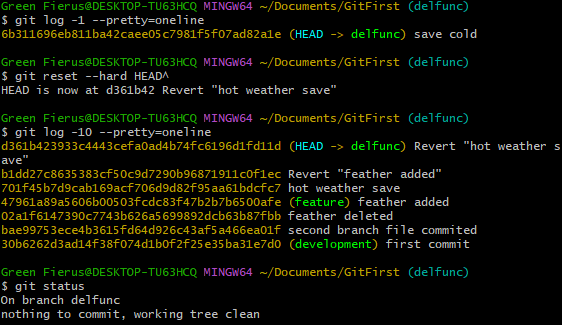 Green Fierus@DESKTOP-TU63HCQ MINGW64 ~/Documents/GitFirst (delfunc)
$ git log -1 --pretty=oneline
6b311696eb811ba42caee05c7981f5f07ad82a1e (HEAD -> delfunc) save cold
Green Fierus@DESKTOP-TU63HCQ MINGW64 ~/Documents/GitFirst (delfunc)
$ git reset --hard HEAD^
HEAD is now at d361b42 Revert "hot weather save"
Green Fierus@DESKTOP-TU63HCQ MINGW64 ~/Documents/GitFirst (delfunc)
$ git log -10 --pretty=oneline
d361b423933c4443cefa0ad4b74fc6196d1fd11d (HEAD -> delfunc) Revert "hot weather s
ave"
b1dd27c8635383cf50c9d7290b96871911c0f1ec Revert "feather added"
701f45b7d9cab169acf706d9d82f95aa61bdcfc7 hot weather save
47961a89a5606b00503fcdc83f47b2b7b6500afe (feature) feather added
02a1f6147390c7743b626a5699892dcb63b87fbb feather deleted
bae99753ece4b3615fd64d926c43af5a466ea01f second branch file commited
30b6262d3ad14f38f074d1b0f2f25e35ba31e7d0 (development) first commit
Green Fierus@DESKTOP-TU63HCQ MINGW64 ~/Documents/GitFirst (delfunc)
$ git status
On branch delfunc
nothing to commit, working tree clean